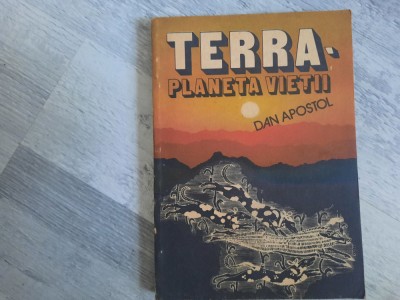 TERRA-
PLANETA VIEȚII
DAN APOSTOL